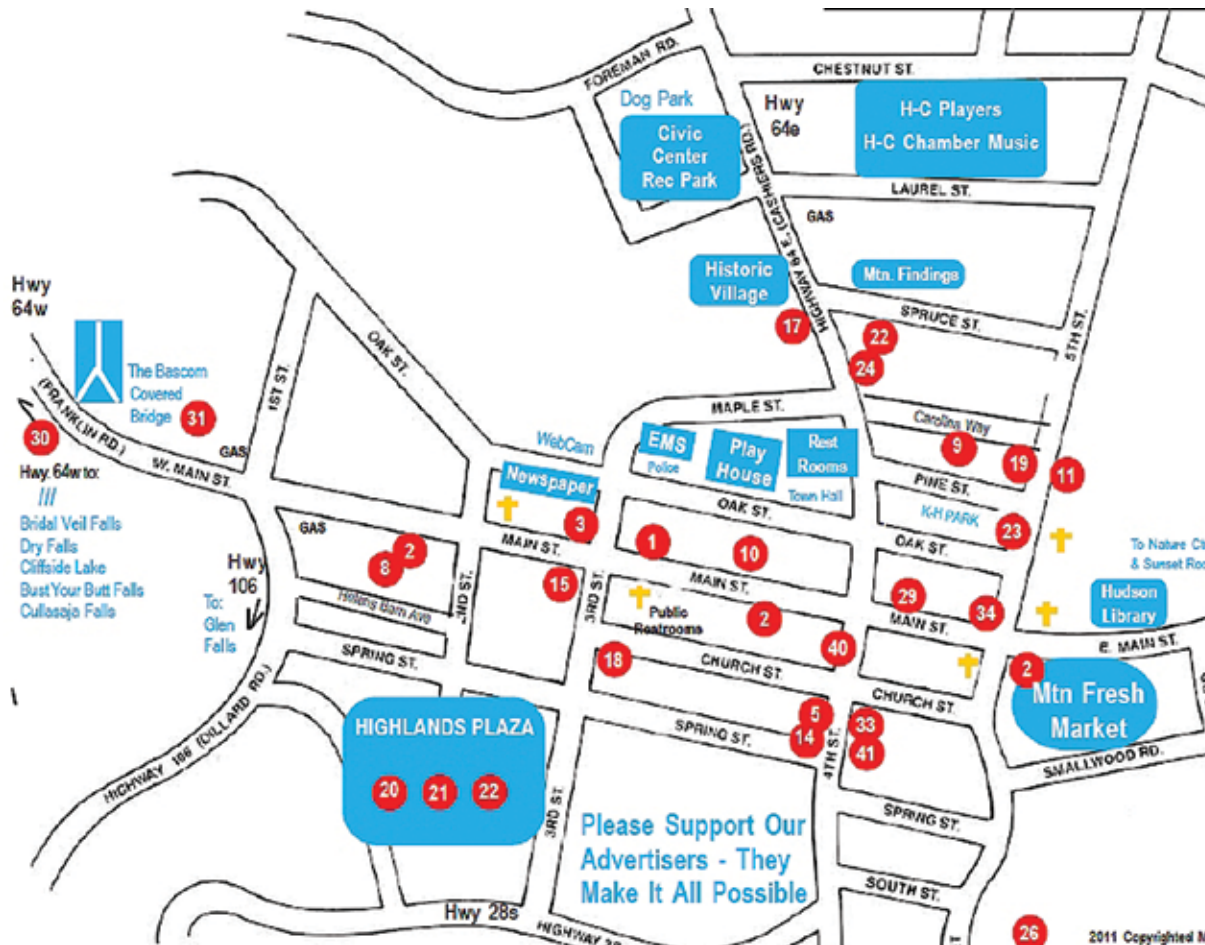 FOREMAN RD.
CHESTNUT ST.
Dog Park
Hwy
64e
H-C Players
H-C Chamber Music
Civic
Center
Rec Park
HIGHWAY 64 E. (CASHIERS RD.)
LAUREL ST.
GAS
Historic
Village
Mtn. Findings
SPRUCE ST.
5TH ST.
17
22
24
Hwy
64w
The Bascom
Covered
Bridge
31
30
(FRANKLIN RD.)
W. MAIN ST.
GAS
1ST ST.
OAK ST.
Hwy. 64w to:
///
Bridal Veil Falls
Dry Falls
Cliffside Lake
Bust Your Butt Falls
Cullasaja Falls
MAPLE ST.
WebCam
EMS
Police
Play
House
Rest
Rooms
Town Hall
Newspaper
3
OAK ST.
Carolina Way
9
19
11
PINE ST.
K-H PARK
23
OAK ST.
GAS
2
8
Hwy
106
To:
Glen
Falls
Helens Barn Ave
2ND ST.
MAIN ST.
15
3RD ST.
1
10
MAIN ST.
Public
Restrooms
2
40
29
34
MAIN ST.
To Nature
& Sunset
Hudson
Library
E. MAIN ST.
2
Mtn Fresh
Market
SMALLWOOD RD.
SPRING ST.
18
CHURCH ST.
CHURCH ST.
5
14
33
41
SPRING ST.
4TH ST.
SPRING ST.
HIGHWAY 106 (DILLARD RD.)
HIGHLANDS PLAZA
20
21
22
3RD ST.
Please Support Our
Advertisers - They
Make It All Possible
SOUTH ST.
Hwy 28s
HIGHWAY
26
2011 Copyrighted